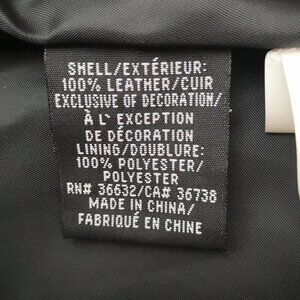 SHELL/EXTÉRIEUR:
100% LEATHER/CUIR
EXCLUSIVE OF DECORATION/
À L' EXCEPTION
DE DÉCORATION
LINING/DOUBLURE:
100% POLYESTER/
POLYESTER
RN# 36632/CA# 36738
MADE IN CHINA/
FABRIQUÉ EN CHINE